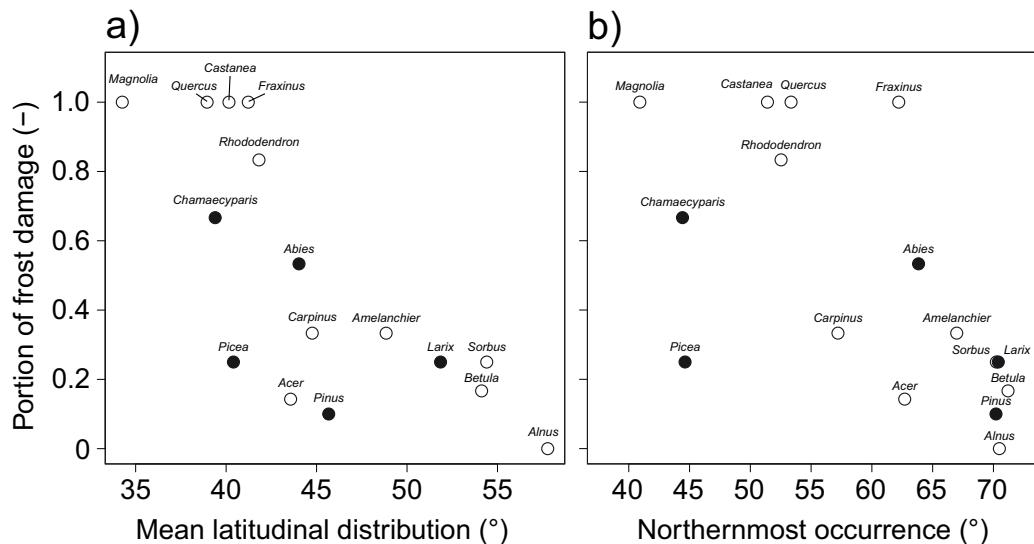 a)
b)
Portion of frost damage (−)
1.0
0.8
0.6
0.4
0.2
0
Magnolia
Castanea
Quercus
Fraxinus
Rhododendron
Chamaecyparis
Abies
Carpinus
Amelanchier
Picea
Larix
Sorbus
Betula
Acer
Pinus
Alnus
35 40 45 50 55
Mean latitudinal distribution (°)
Magnolia
Castanea Quercus
Fraxinus
Rhododendron
Chamaecyparis
Abies
Carpinus
Amelanchier
Picea
Sorbus Larix
Betula
Acer
Pinus
Alnus
40 45 50 55 60 65 70
Northernmost occurrence (°)